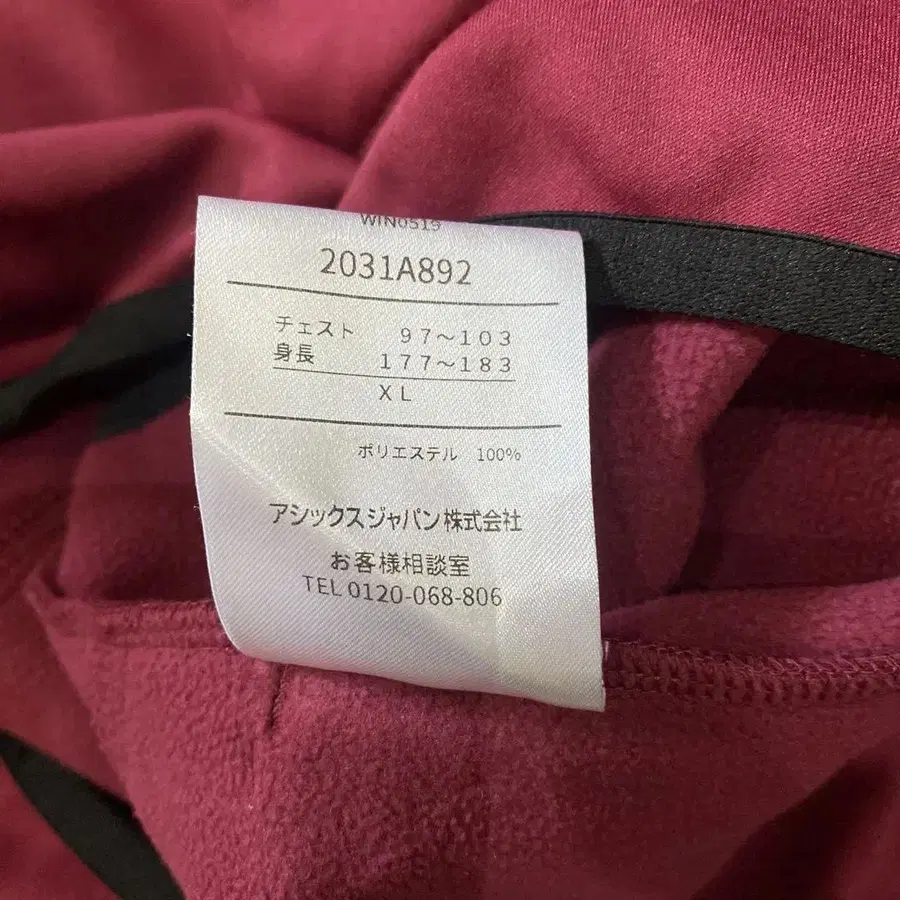 WIN0519
2031A892
チェスト 97～103
身長 177～183
XL
ポリエステル 100%
アシックスジャパン株式会社
お客様相談室
TEL 0120-068-806